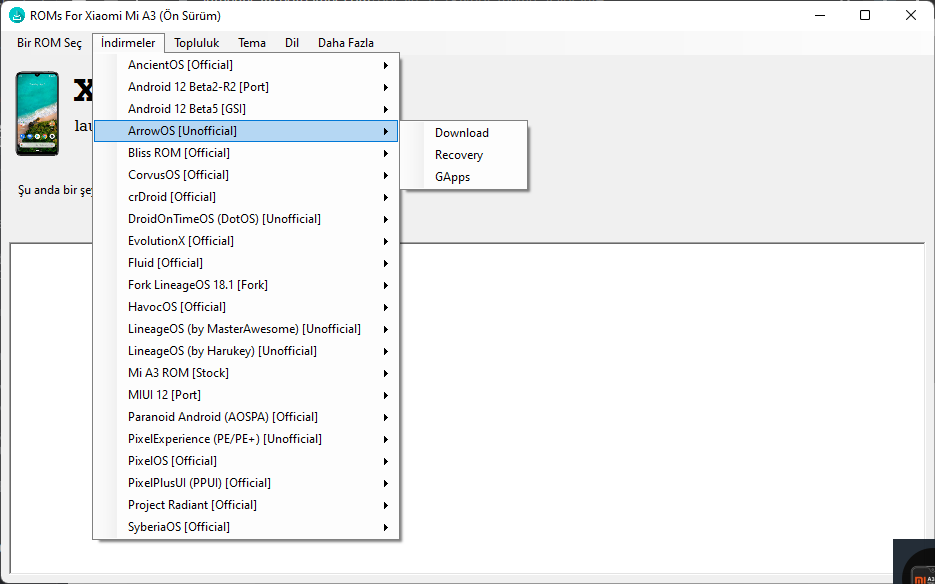 ROMs For Xiaomi Mi A3 (Ön Sürüm)
Bir ROM Seç İndirmeler Topluluk Tema Dil Daha Fazla
X
lau
Şu anda bir şey
AncientOS [Official]
Android 12 Beta2-R2 [Port]
Android 12 Beta5 [GSI]
ArrowOS [Unofficial]
Bliss ROM [Official]
CorvusOS [Official]
crDroid [Official]
DroidOnTimeOS (DotOS) [Unofficial]
EvolutionX [Official]
Fluid [Official]
Fork LineageOS 18.1 [Fork]
HavocOS [Official]
LineageOS (by MasterAwesome) [Unofficial]
LineageOS (by Harukey) [Unofficial]
Mi A3 ROM [Stock]
MIUI 12 [Port]
Paranoid Android (AOSPA) [Official]
PixelExperience (PE/PE+) [Unofficial]
PixelOS [Official]
PixelPlusUI (PPUI) [Official]
Project Radiant [Official]
SyberiaOS [Official]
Download
Recovery
GApps